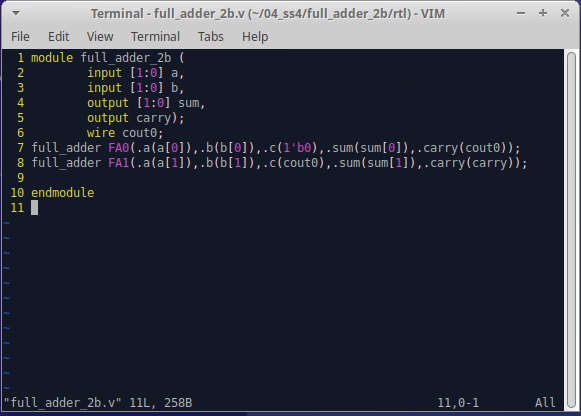 Terminal - full_adder_2b.v (~/04_ss4/full_adder_2b/rtl) - VIM
File Edit View Terminal Tabs Help
1 module full_adder_2b (
2 input [1:0] a,
3 input [1:0] b,
4 output [1:0] sum,
5 output carry);
6 wire cout0;
7 full_adder FA0(.a(a[0]),.b(b[0]),.c(1'b0),.sum(sum[0]),.carry(cout0));
8 full_adder FA1(.a(a[1]),.b(b[1]),.c(cout0),.sum(sum[1]),.carry(carry));
9
10 endmodule
11
~
~
~
~
~
~
~
~
~
~
~
~
"full_adder_2b.v" 11L, 258B 11,0-1 All